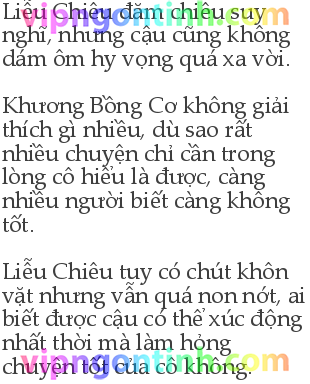 Liễu Chiêu đăm chiêu suy
vipngontinh.com
nghĩ, nhưng cậu cũng không
dám ôm hy vọng quá xa vời.
Khương Bồng Cơ không giải
thích gì nhiều, dù sao rất
nhiều chuyện chỉ cần trong
lòng cô hiểu là được, càng
nhiều người biết càng không
tốt.
Liễu Chiêu tuy có chút khôn
vặt nhưng vẫn quá non nớt, ai
biết được cậu có thể xúc động
nhất thời mà làm hỏng
chuyện tốt của cô không.
vipngontinh.com